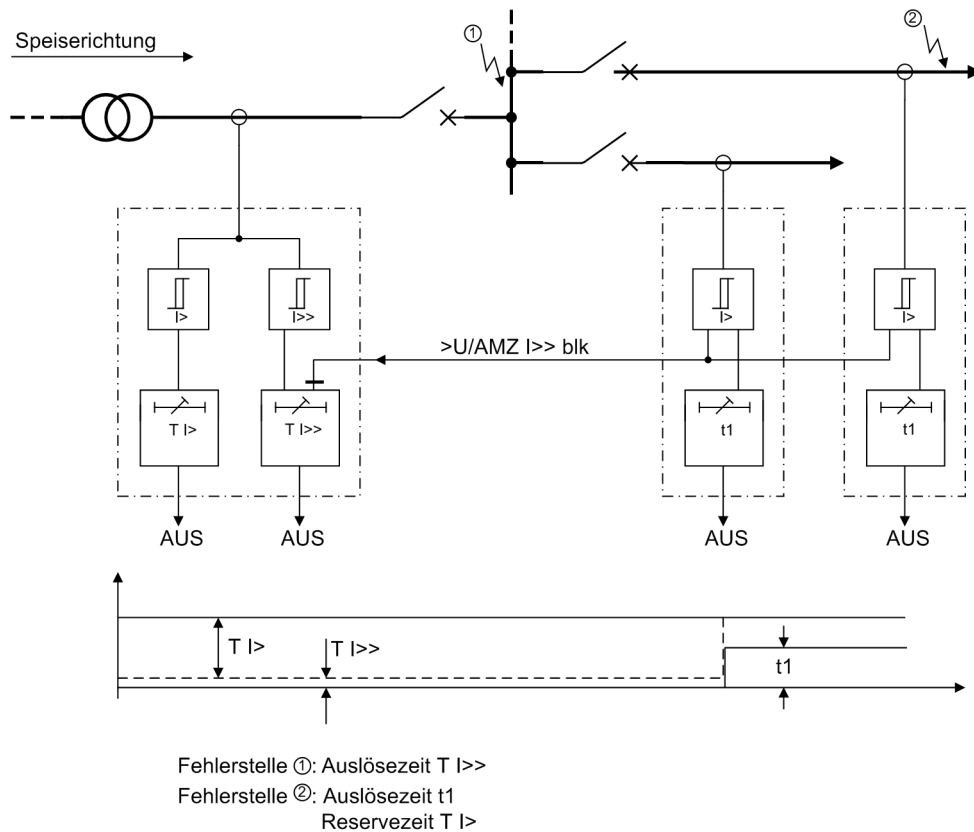 Speiserichtung
①
②
I>
I>>
I>
I>
>U/AMZ I>> blk
T I>
T I>>
t1
t1
AUS
AUS
AUS
AUS
T I>
T I>>
t1
Fehlerstelle ①: Auslösezeit T I>>
Fehlerstelle ②: Auslösezeit t1
Reservezeit T I>